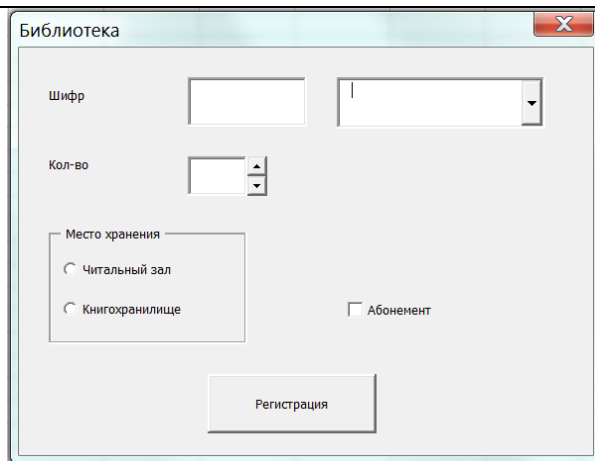 Библиотека
Шифр
Кол-во
Место хранения
Читальный зал
Книгохранилище
Абонемент
Регистрация